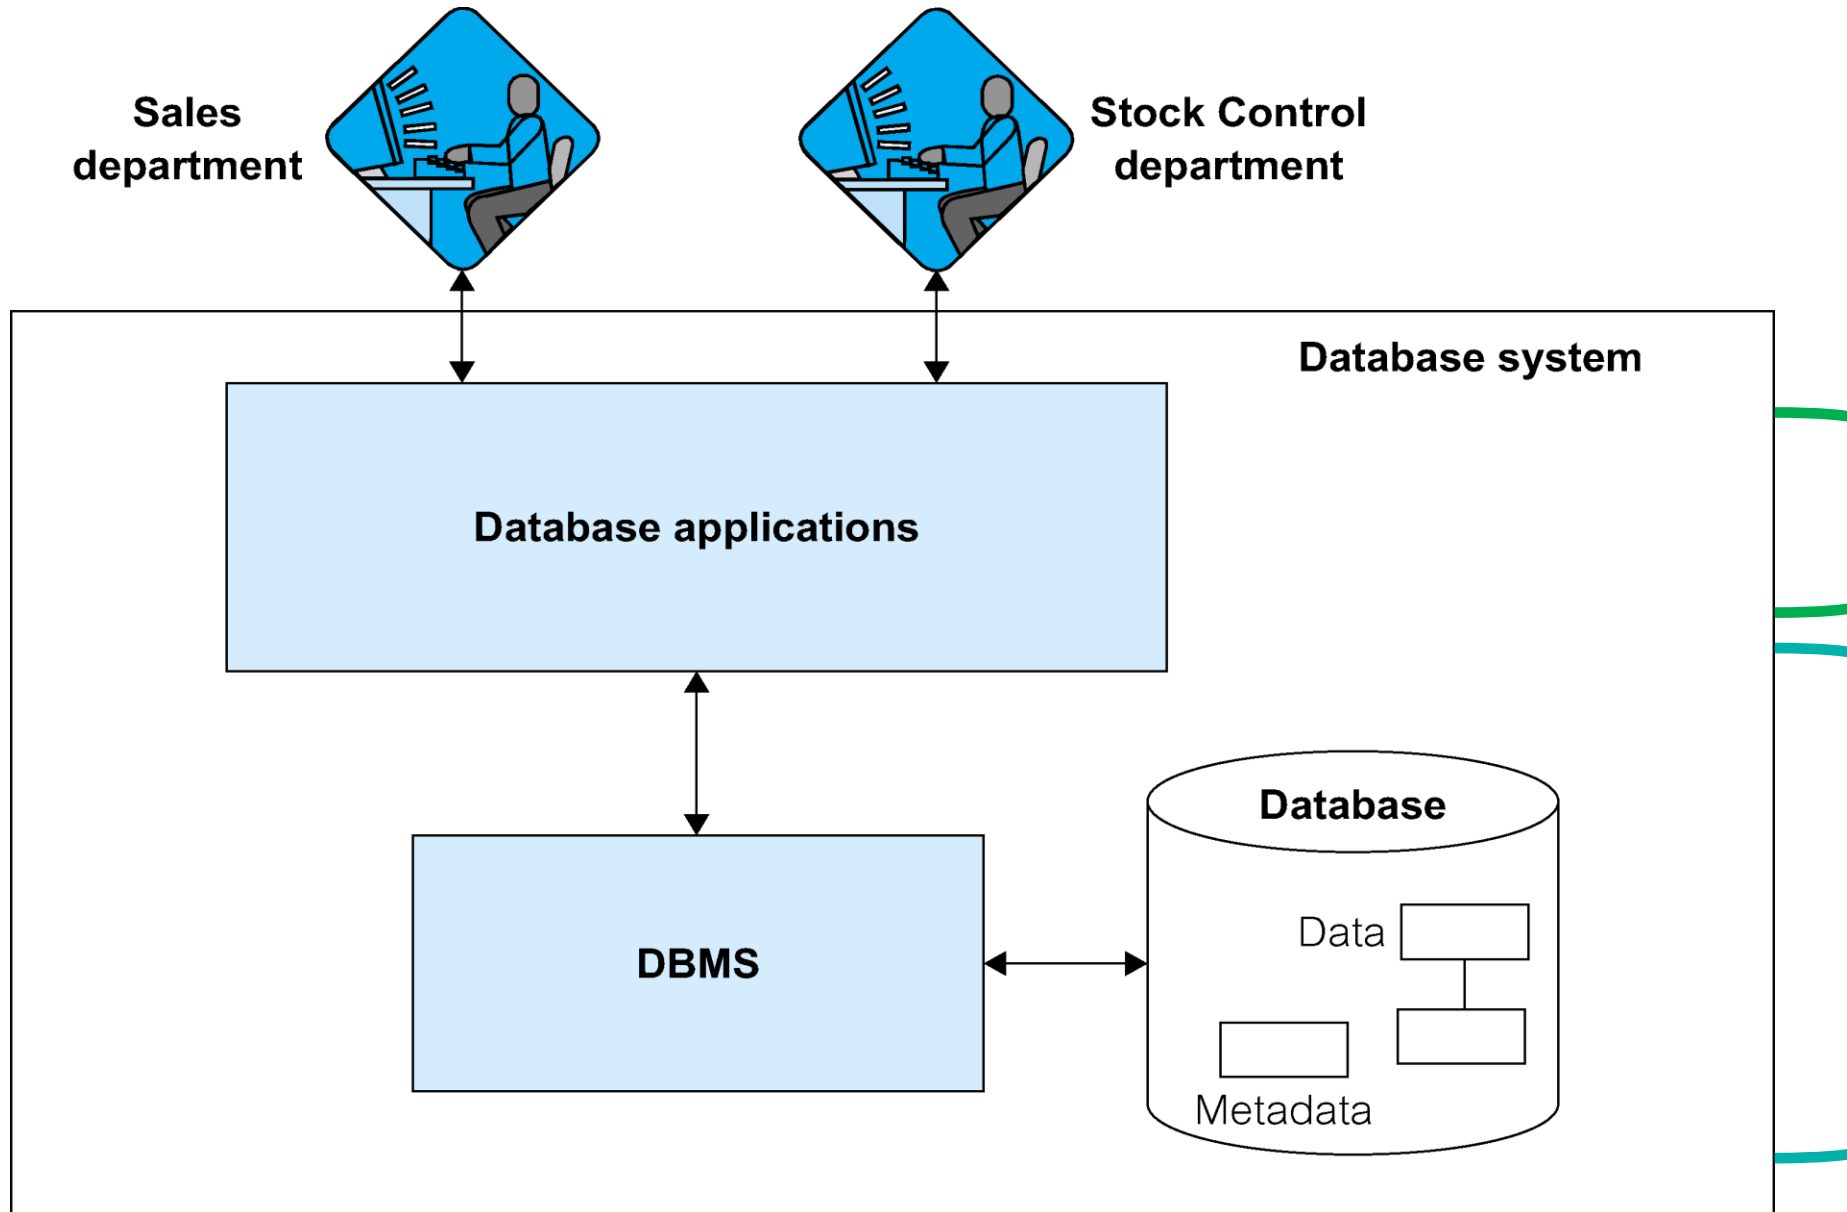 Sales
department
Stock Control
department
Database system
Database applications
Database
Data
DBMS
Metadata